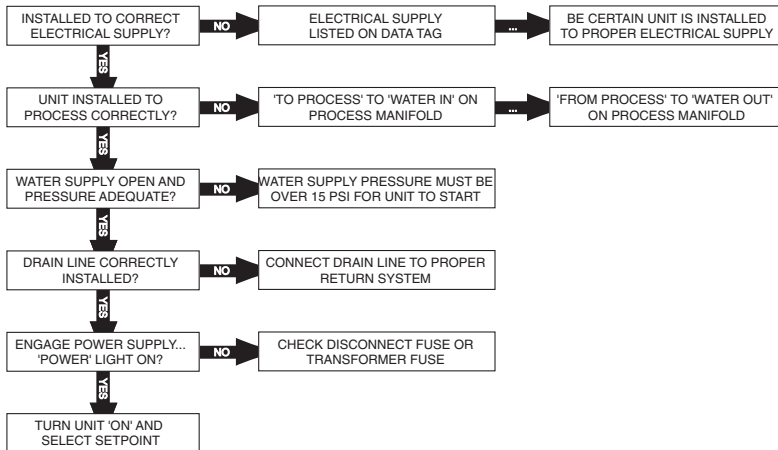 INSTALLED TO CORRECT
ELECTRICAL SUPPLY?
NO
ELECTRICAL SUPPLY
LISTED ON DATA TAG
...
BE CERTAIN UNIT IS INSTALLED
TO PROPER ELECTRICAL SUPPLY
YES
UNIT INSTALLED TO
PROCESS CORRECTLY?
NO
'TO PROCESS' TO 'WATER IN' ON
PROCESS MANIFOLD
...
'FROM PROCESS' TO 'WATER OUT'
ON PROCESS MANIFOLD
YES
WATER SUPPLY OPEN AND
PRESSURE ADEQUATE?
NO
WATER SUPPLY PRESSURE MUST BE
OVER 15 PSI FOR UNIT TO START
YES
DRAIN LINE CORRECTLY
INSTALLED?
NO
CONNECT DRAIN LINE TO PROPER
RETURN SYSTEM
YES
ENGAGE POWER SUPPLY...
'POWER' LIGHT ON?
NO
CHECK DISCONNECT FUSE OR
TRANSFORMER FUSE
YES
TURN UNIT 'ON' AND
SELECT SETPOINT